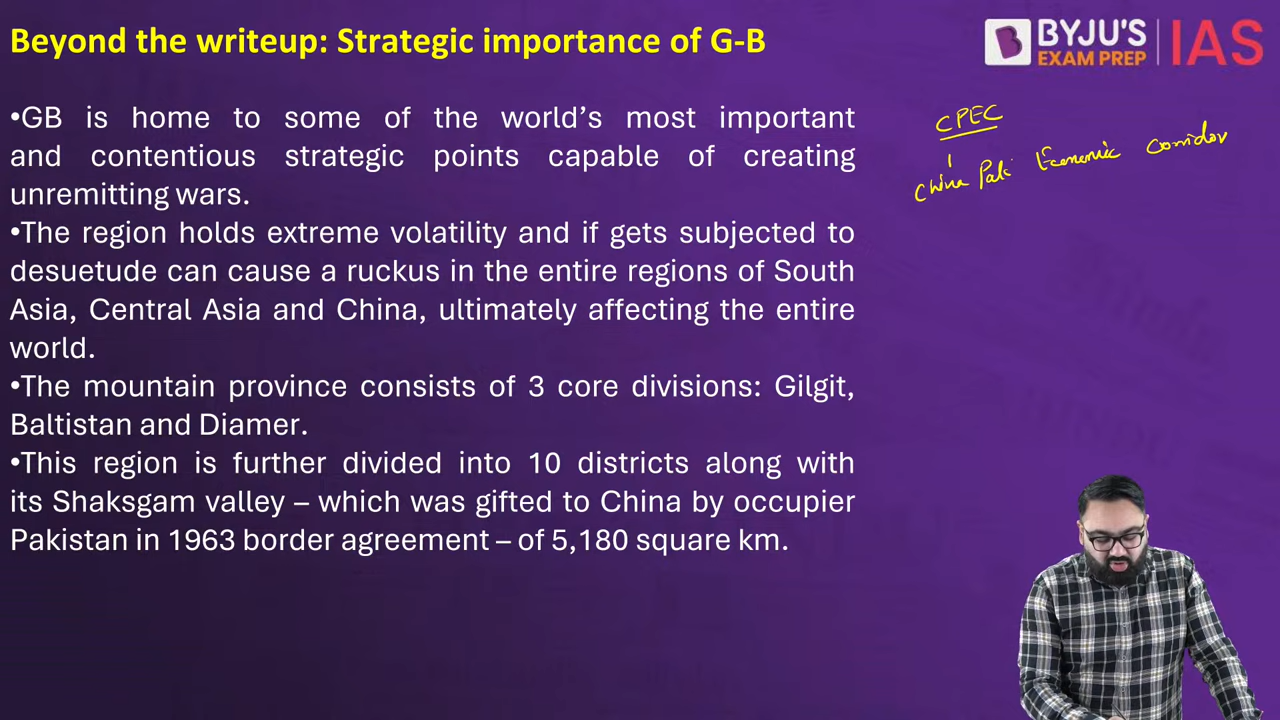 Beyond the writeup: Strategic importance of G-B
BYJU'S
EXAM PREP
IAS
•GB is home to some of the world’s most important
and contentious strategic points capable of creating
unremitting wars.
•The region holds extreme volatility and if gets subjected to
desuetude can cause a ruckus in the entire regions of South
Asia, Central Asia and China, ultimately affecting the entire
world.
•The mountain province consists of 3 core divisions: Gilgit,
Baltistan and Diamer.
•This region is further divided into 10 districts along with
its Shaksgam valley – which was gifted to China by occupier
Pakistan in 1963 border agreement – of 5,180 square km.
CPEC
China Pak Economic Corridor